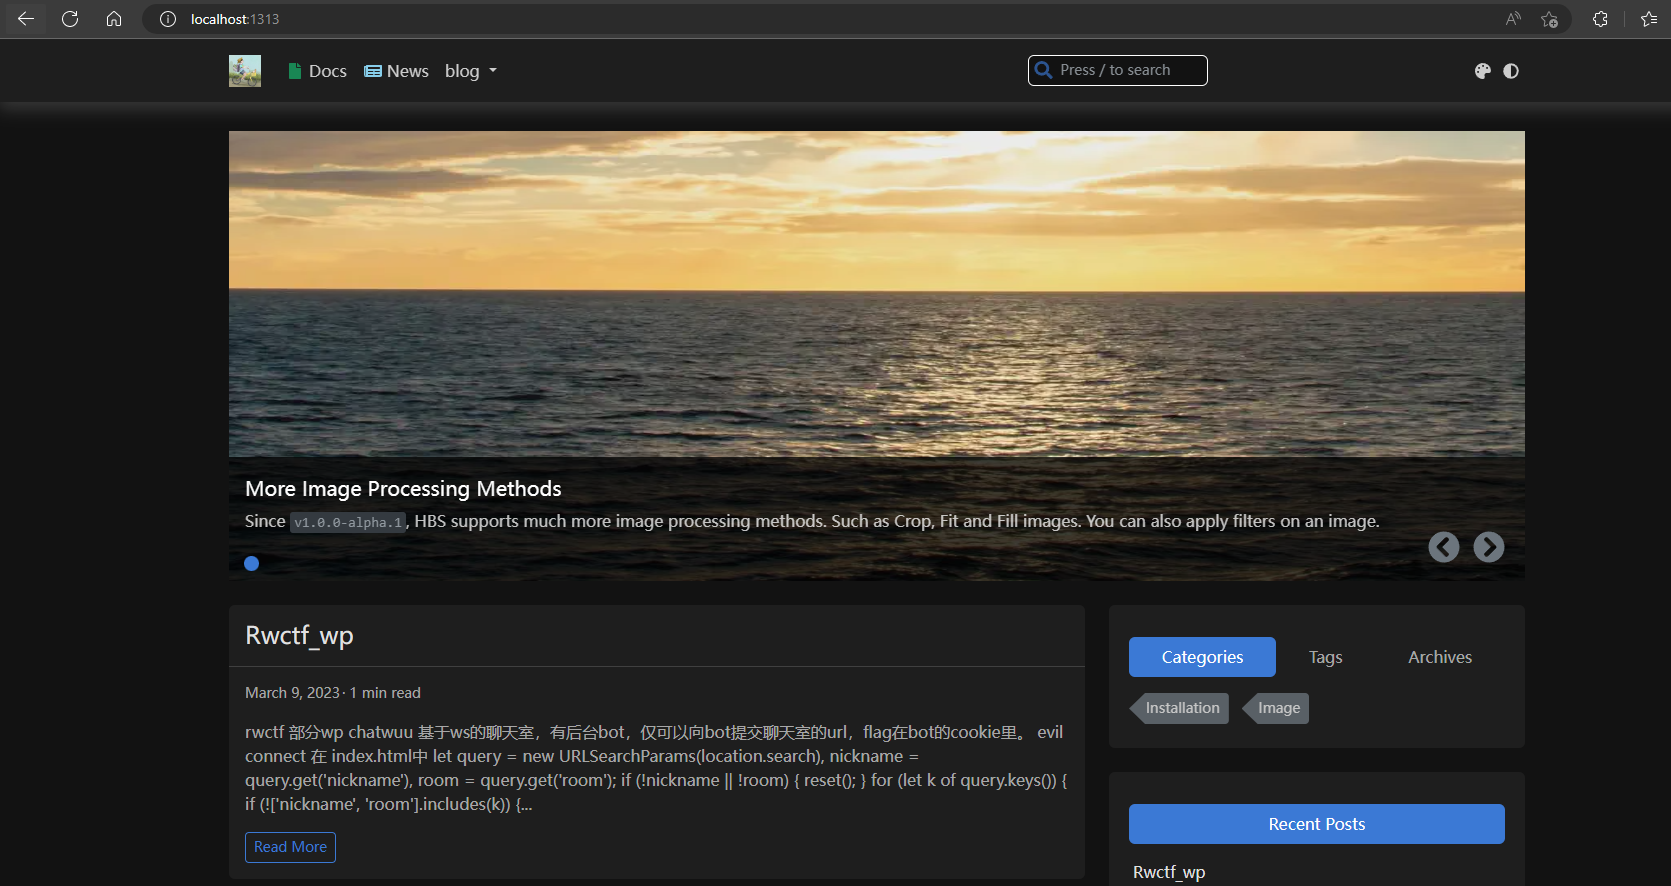 localhost:1313
Docs News blog Press / to search
More Image Processing Methods
Since v1.0.0-alpha.1, HBS supports much more image processing methods. Such as Crop, Fit and Fill images. You can also apply filters on an image.
Rwctf_wp
March 9, 2023 · 1 min read
rwctf 部分wp chatwuu 基于ws的聊天室，有后台bot，仅可以向bot提交聊天室的url，flag在bot的cookie里。 evil
connect 在 index.html中 let query = new URLSearchParams(location.search), nickname =
query.get('nickname'), room = query.get('room'); if (!nickname || !room) { reset(); } for (let k of query.keys()) {
if (!['nickname', 'room'].includes(k)) {...
Read More
Categories Tags Archives
Installation Image
Recent Posts
Rwctf_wp